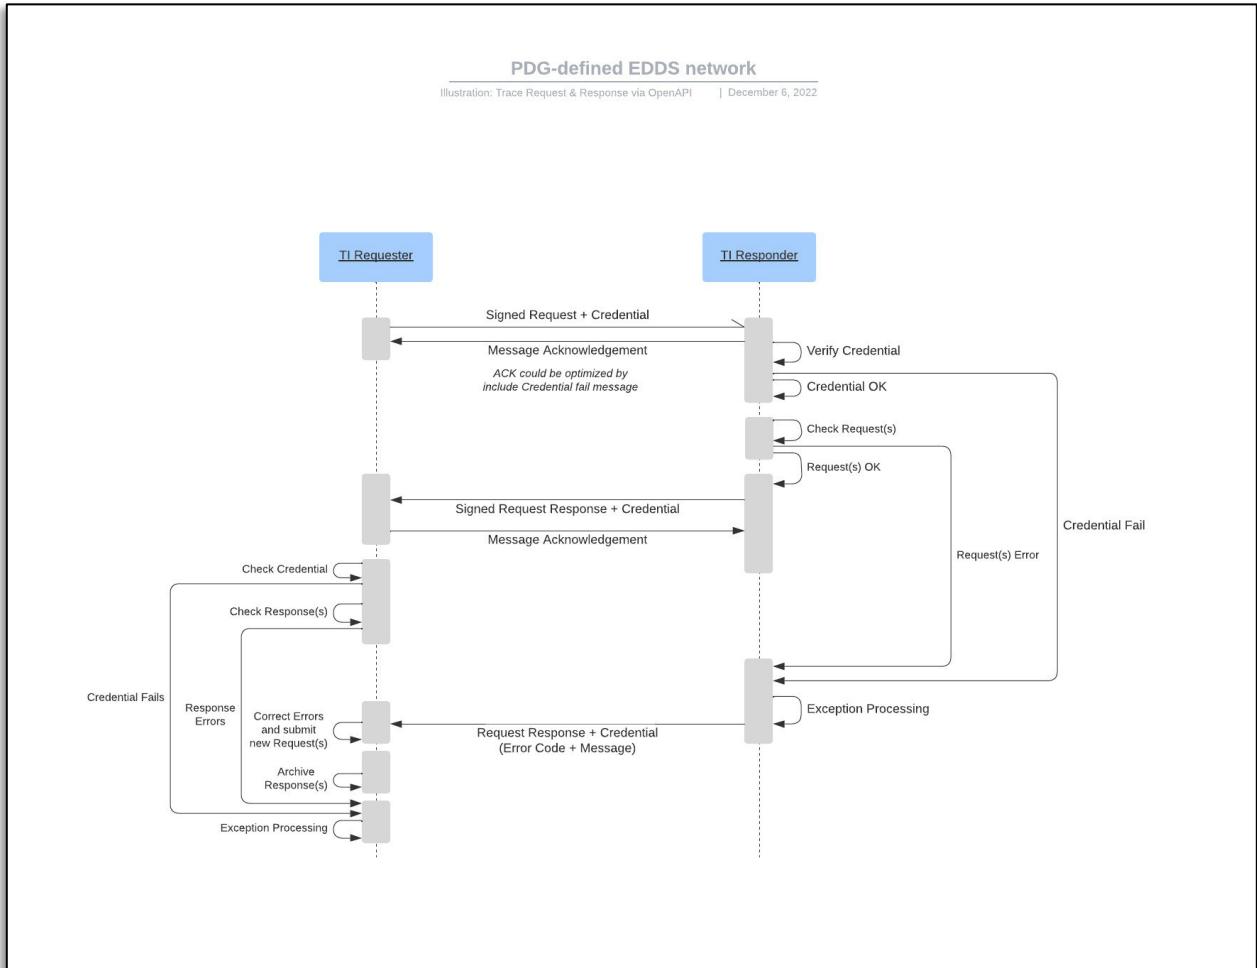 PDG-defined EDDS network
Illustration: Trace Request & Response via OpenAPI | December 6, 2022
TI Requester
TI Responder
Signed Request + Credential
Message Acknowledgement
Verify Credential
ACK could be optimized by
include Credential fail message
Credential OK
Check Request(s)
Request(s) OK
Signed Request Response + Credential
Credential Fail
Message Acknowledgement
Request(s) Error
Check Credential
Check Response(s)
Credential Fails
Response
Errors
Correct Errors
and submit
new Request(s)
Exception Processing
Request Response + Credential
(Error Code + Message)
Archive
Response(s)
Exception Processing